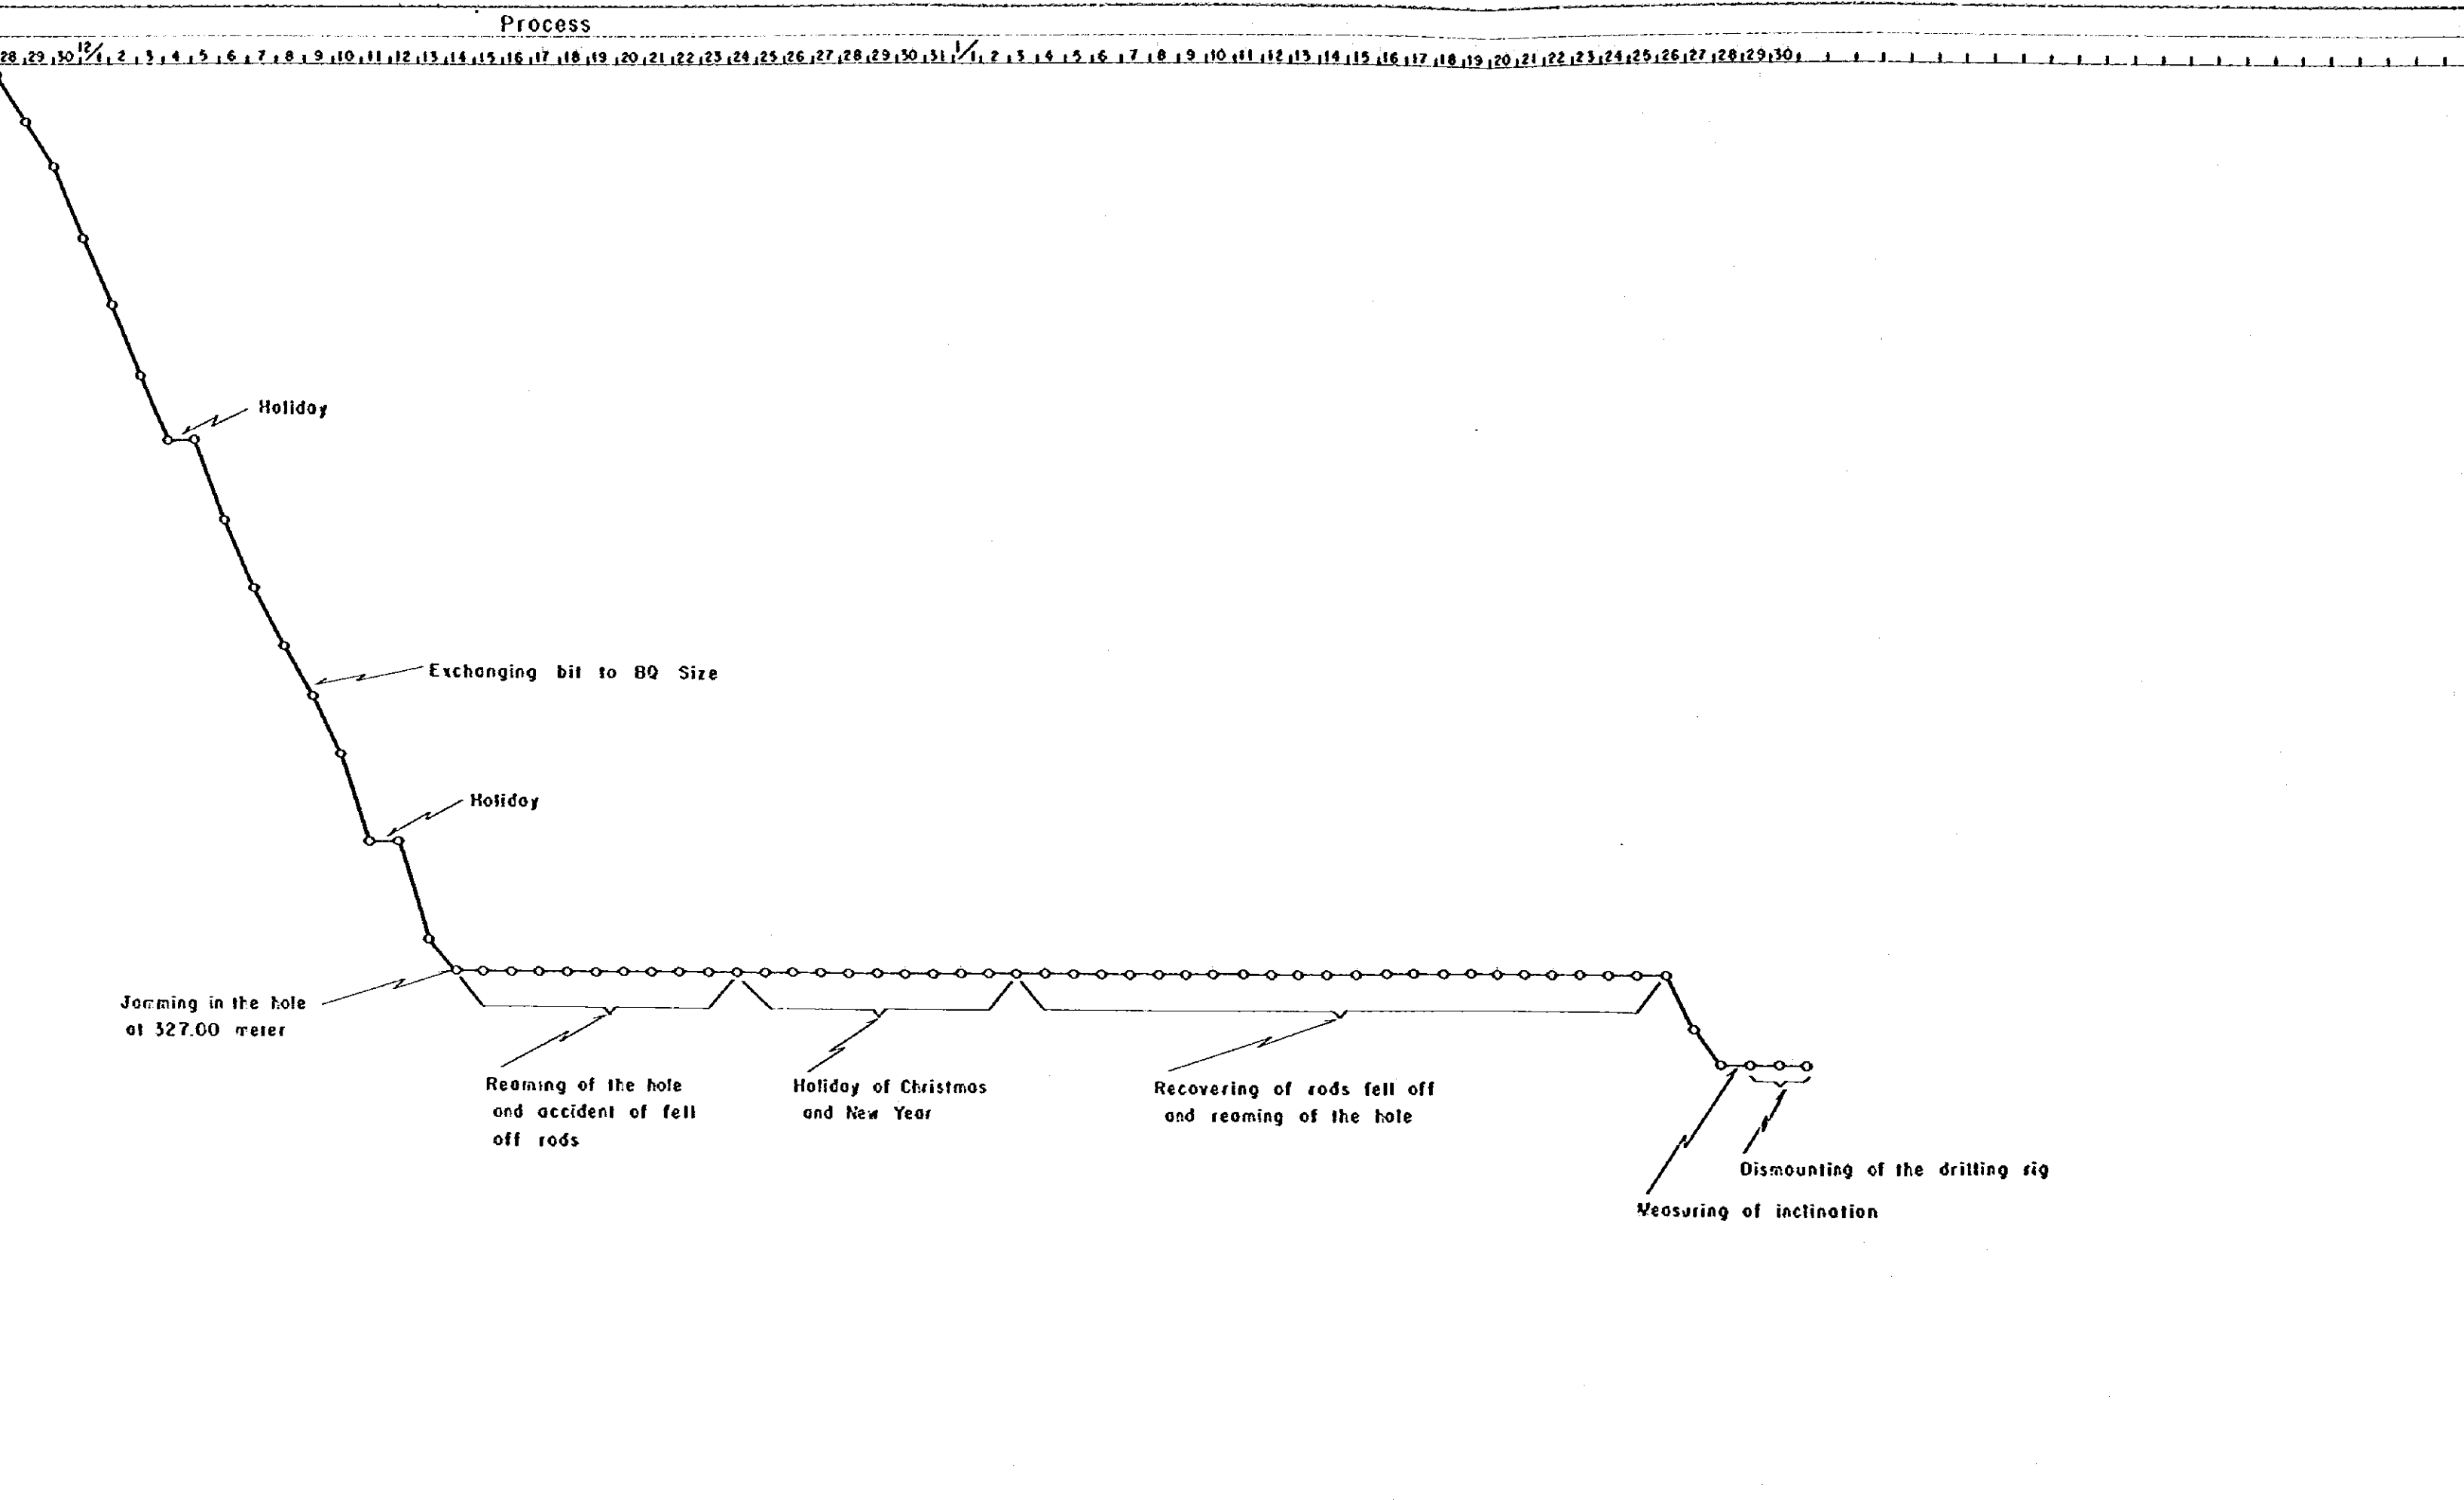 Process
28 29 30 12/1 2 3 4 5 6 7 8 9 10 11 12 13 14 15 16 17 18 19 20 21 22 23 24 25 26 27 28 29 30 31 1/1 2 3 4 5 6 7 8 9 10 11 12 13 14 15 16 17 18 19 20 21 22 23 24 25 26 27 28 29 30
Holiday
Exchanging bit to BQ Size
Holiday
Jamming in the hole
at 327.00 meter
Reaming of the hole
and accident of fell
off rods
Holiday of Christmas
and New Year
Recovering of rods fell off
and reaming of the hole
Dismounting of the drilling rig
Measuring of inclination